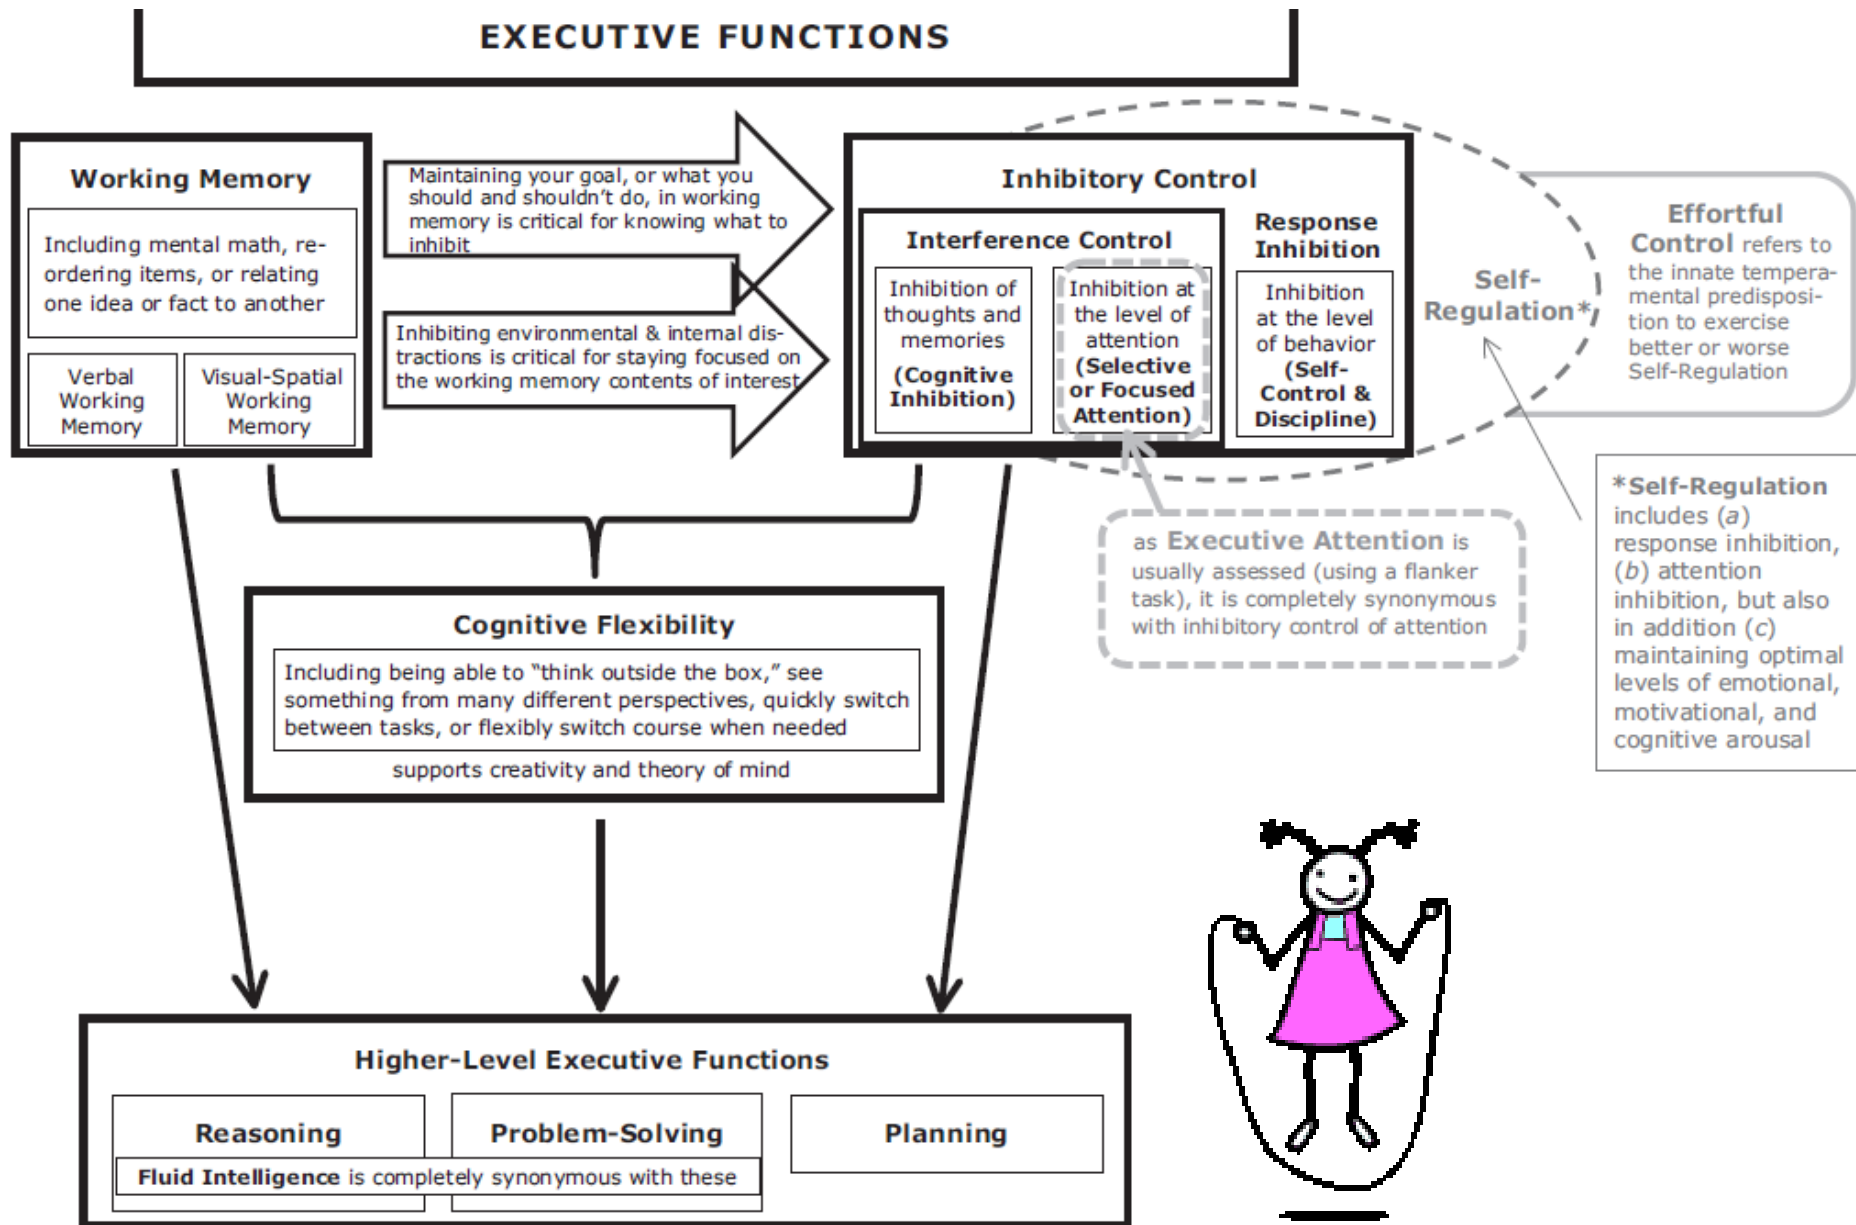 EXECUTIVE FUNCTIONS
Working Memory
Including mental math, re-
ordering items, or relating
one idea or fact to another
Verbal
Working
Memory
Visual-Spatial
Working
Memory
Maintaining your goal, or what you
should and shouldn't do, in working
memory is critical for knowing what to
inhibit
Inhibiting environmental & internal dis-
tractions is critical for staying focused on
the working memory contents of interest
Inhibitory Control
Interference Control
Inhibition of
thoughts and
memories
(Cognitive
Inhibition)
Inhibition at
the level of
attention
(Selective
or Focused
Attention)
Response
Inhibition
Inhibition
at the level
of behavior
(Self-
Control &
Discipline)
Self-
Regulation*
Effortful
Control refers to
the innate tempera-
mental predisposi-
tion to exercise
better or worse
Self-Regulation
*Self-Regulation
includes (a)
response inhibition,
(b) attention
inhibition, but also
in addition (c)
maintaining optimal
levels of emotional,
motivational, and
cognitive arousal
as Executive Attention is
usually assessed (using a flanker
task), it is completely synonymous
with inhibitory control of attention
Cognitive Flexibility
Including being able to “think outside the box,” see
something from many different perspectives, quickly switch
between tasks, or flexibly switch course when needed
supports creativity and theory of mind
Higher-Level Executive Functions
Reasoning
Problem-Solving
Planning
Fluid Intelligence is completely synonymous with these